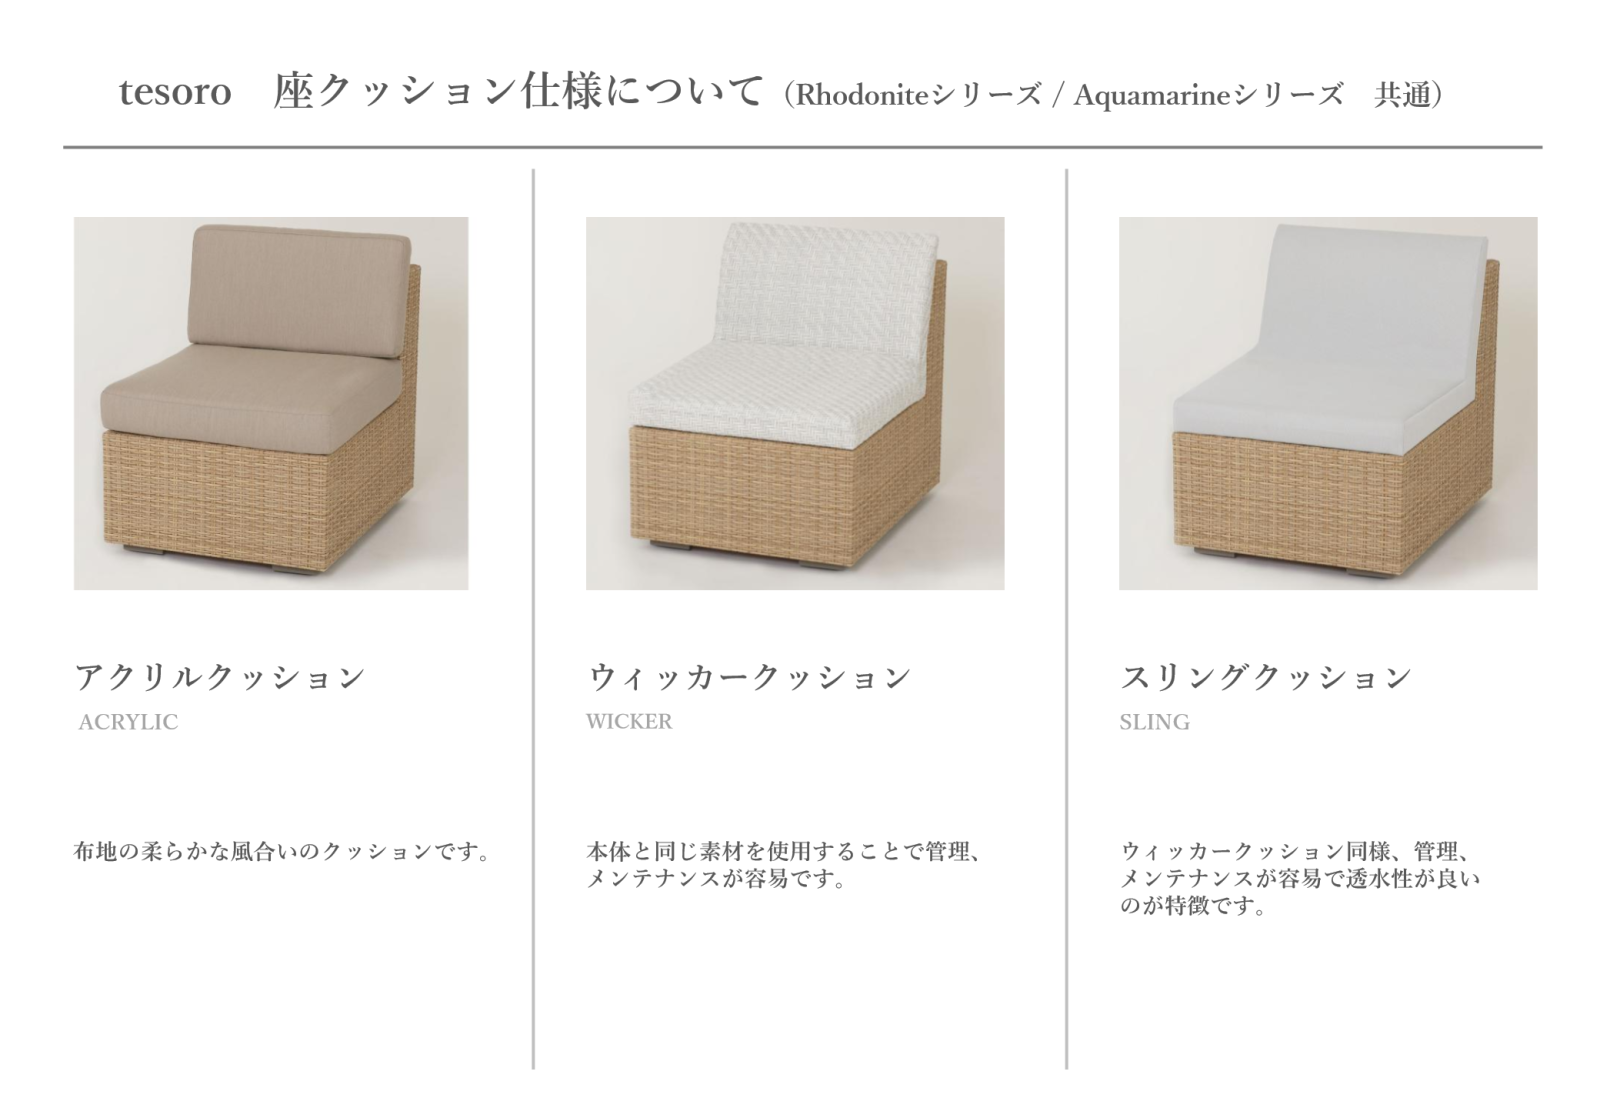 tesoro　座クッション仕様について（Rhodoniteシリーズ / Aquamarineシリーズ　共通）
アクリルクッション
ACRYLIC
布地の柔らかな風合いのクッションです。
ウィッカークッション
WICKER
本体と同じ素材を使用することで管理、
メンテナンスが容易です。
スリングクッション
SLING
ウィッカークッション同様、管理、
メンテナンスが容易で透水性が良い
のが特徴です。